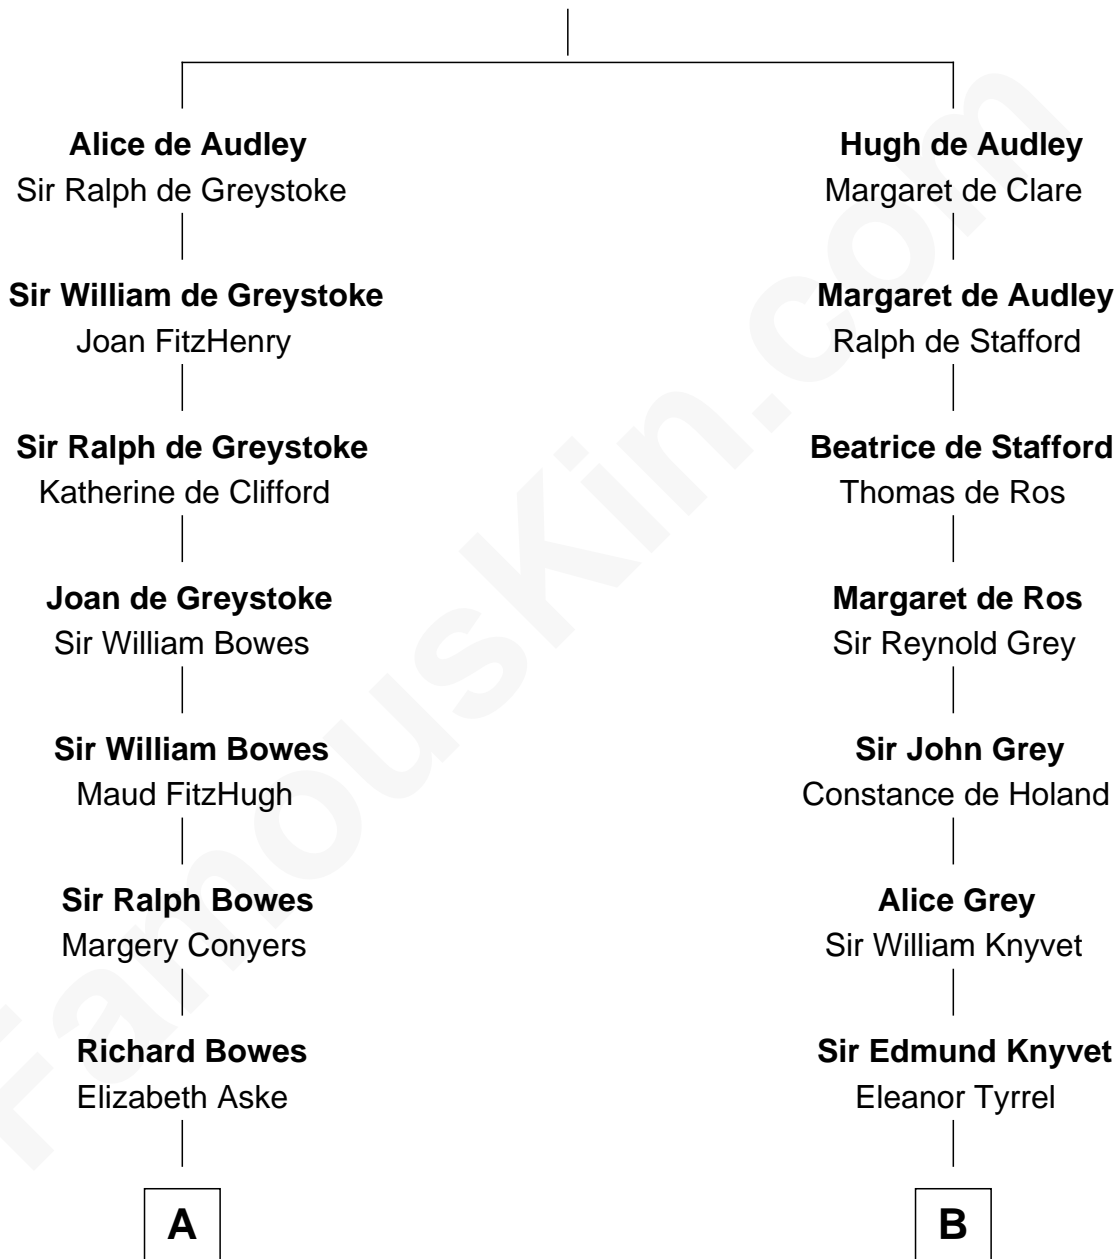 Alice de Audley
Sir Ralph de Greystoke
Sir William de Greystoke
Joan FitzHenry
Sir Ralph de Greystoke
Katherine de Clifford
Joan de Greystoke
Sir William Bowes
Sir William Bowes
Maud FitzHugh
Sir Ralph Bowes
Margery Conyers
Richard Bowes
Elizabeth Aske
A
Hugh de Audley
Margaret de Clare
Margaret de Audley
Ralph de Stafford
Beatrice de Stafford
Thomas de Ros
Margaret de Ros
Sir Reynold Grey
Sir John Grey
Constance de Holand
Alice Grey
Sir William Knyvet
Sir Edmund Knyvet
Eleanor Tyrrel
B
FamousKin.com